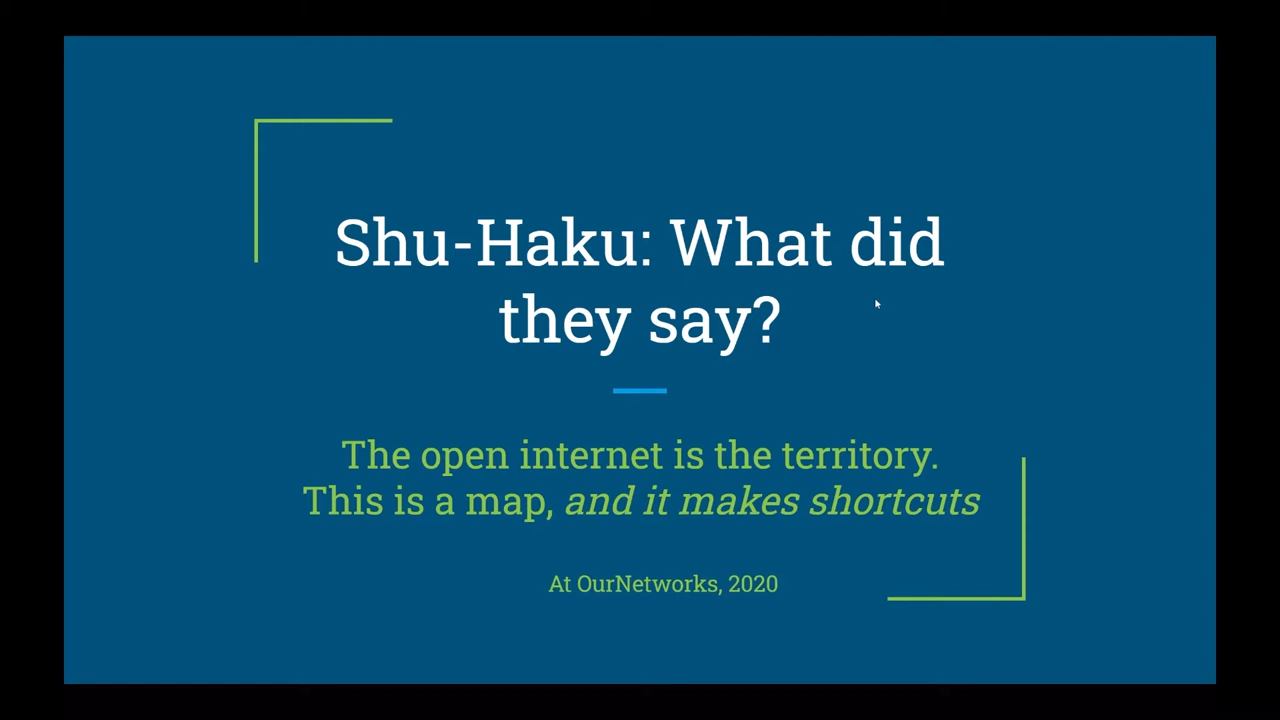 Shu-Haku: What did
they say?
The open internet is the territory.
This is a map, and it makes shortcuts
At OurNetworks, 2020